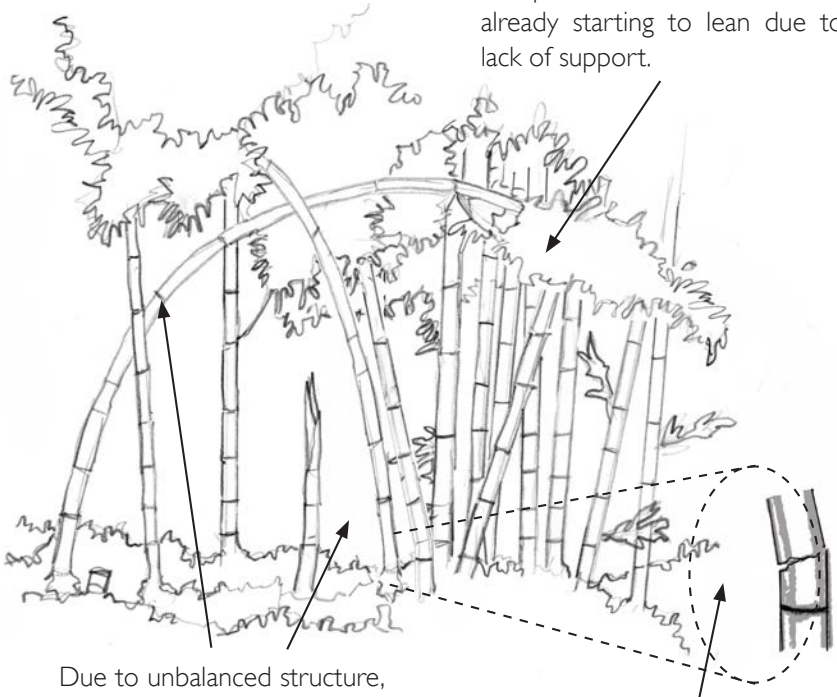 already starting to lean due to
lack of support.
Due to unbalanced structure,